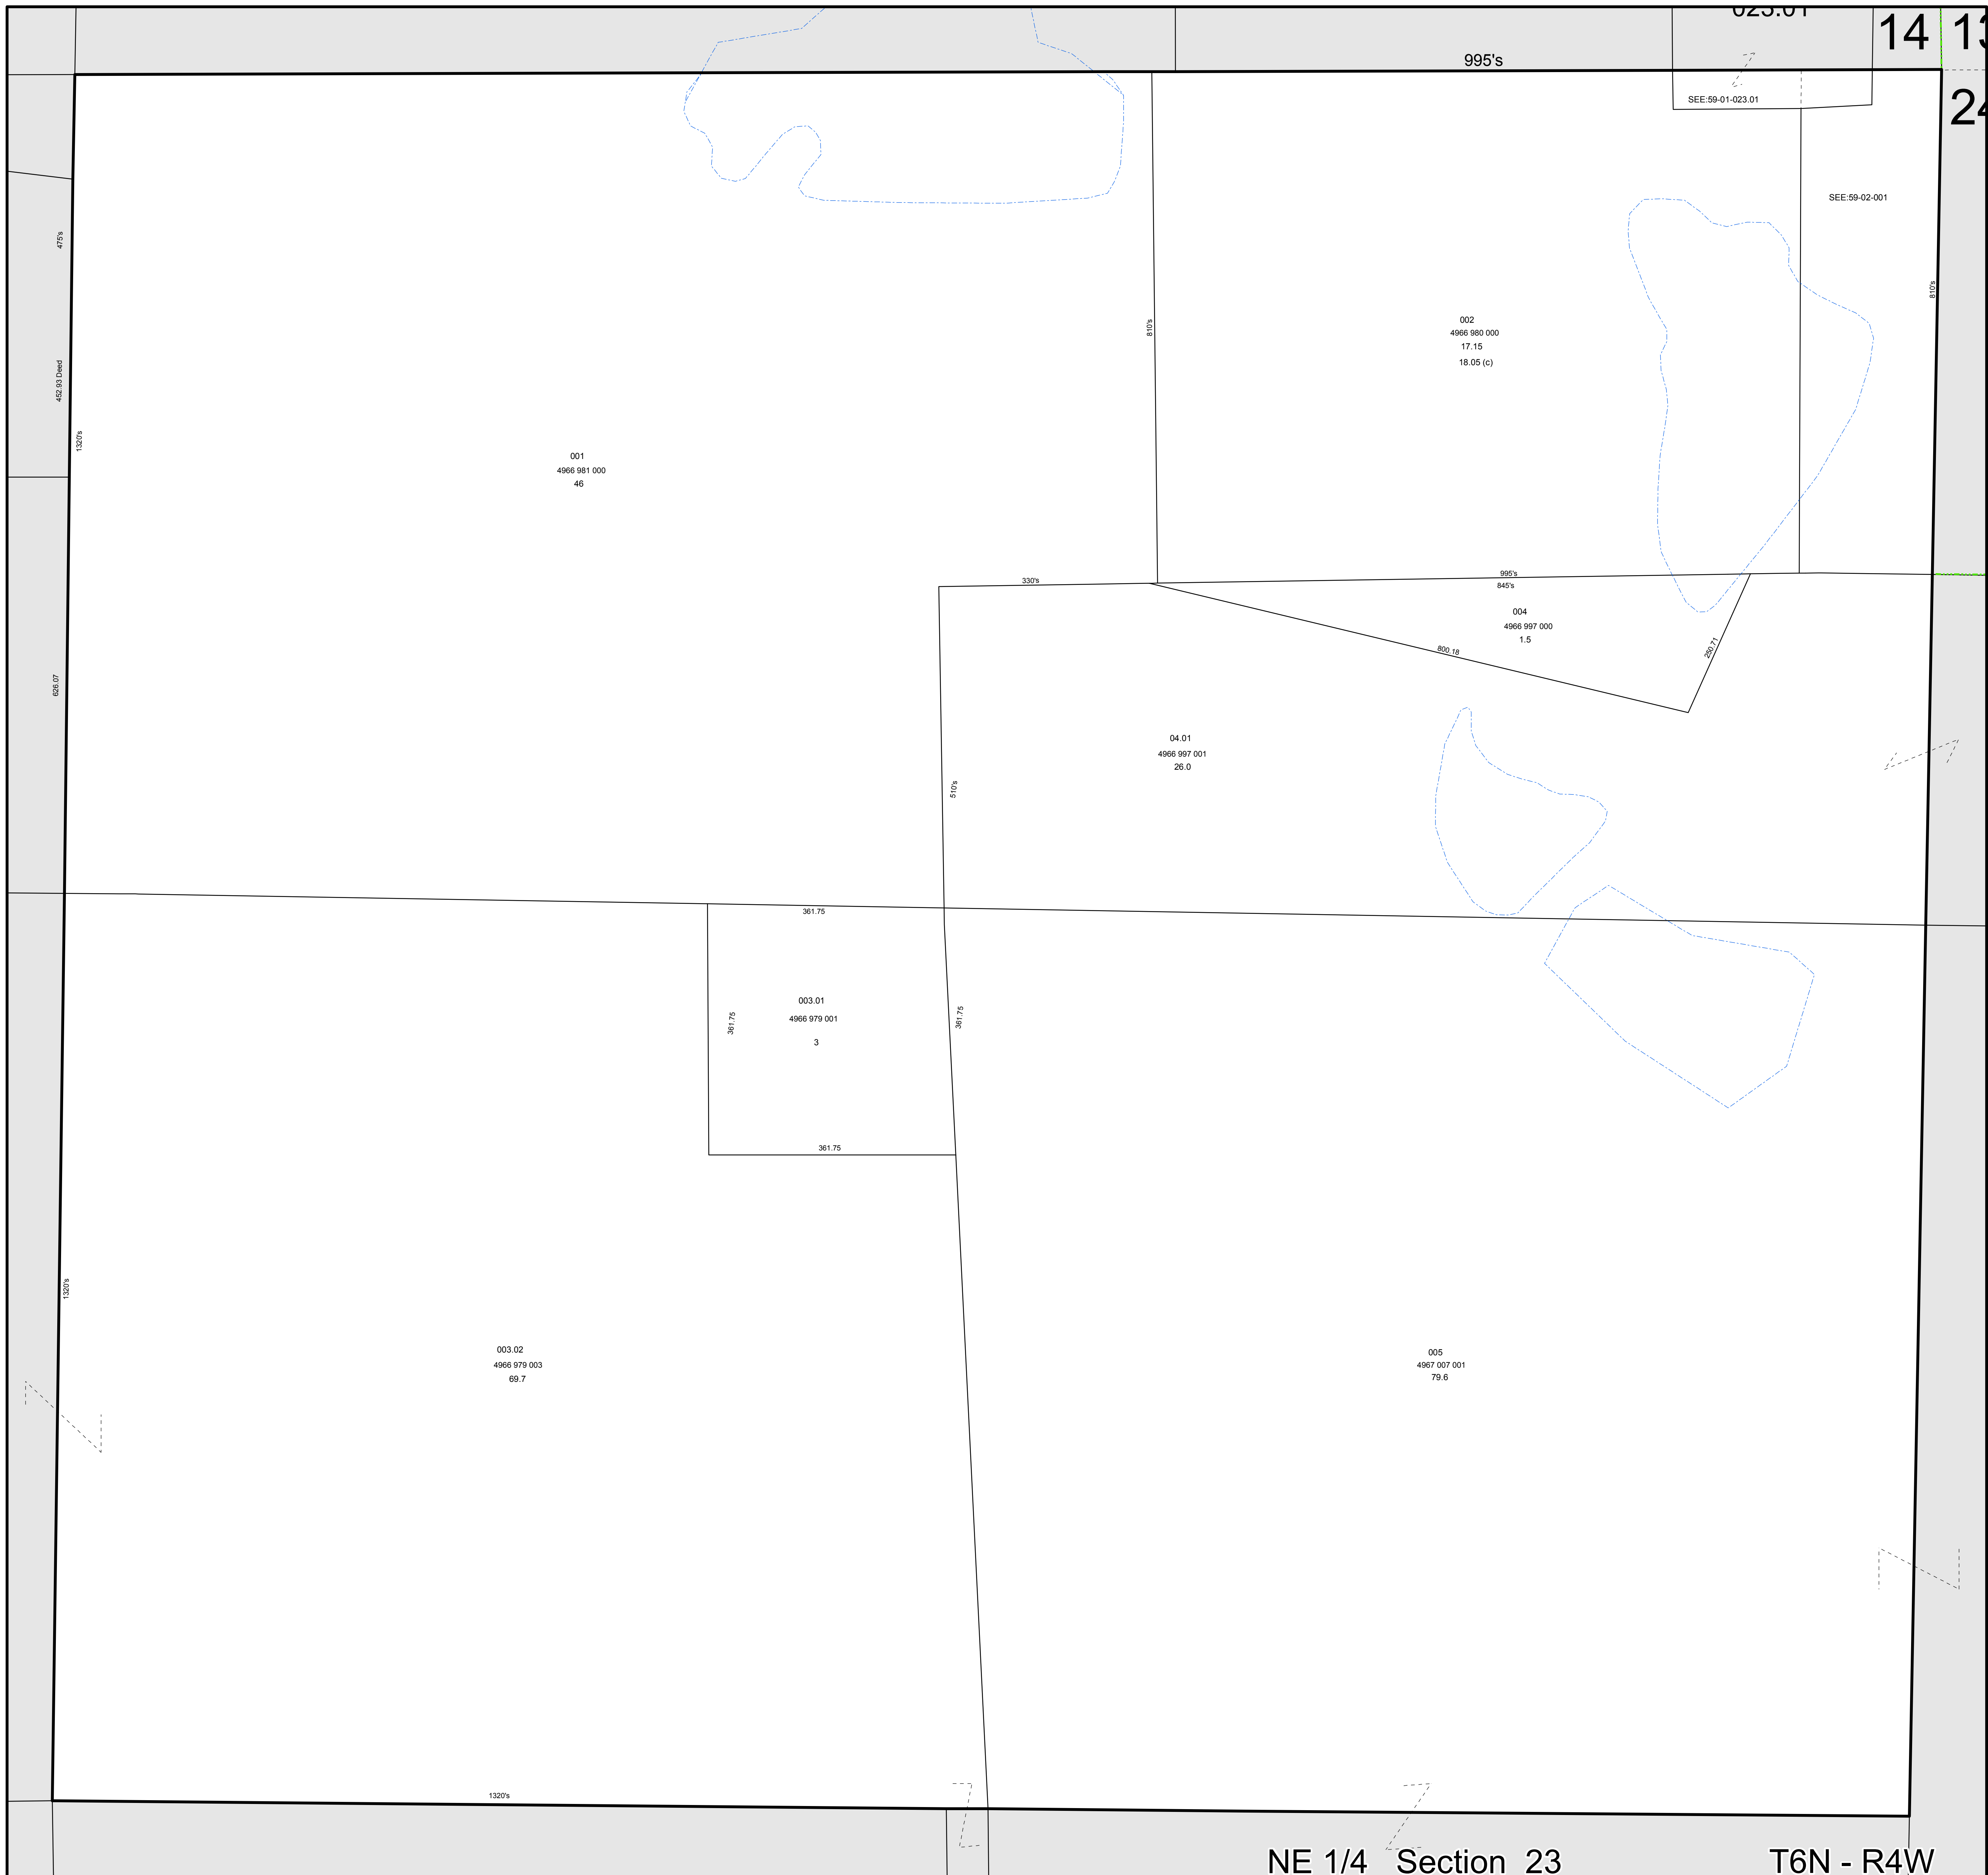 14
995's
SEE:59-01-023.01
SEE:59-02-001
475's
810's
810's
002
4966 980 000
17.15
18.05 (c)
452.93 Deed
1320's
001
4966 981 000
46
330's
995's
845's
004
4966 997 000
1.5
800.18
250.71
626.07
04.01
4966 997 001
26.0
510's
361.75
003.01
4966 979 001
3
361.75
361.75
361.75
1320's
003.02
4966 979 003
69.7
005
4967 007 001
79.6
1320's
NE 1/4 Section 23
T6N - R4W